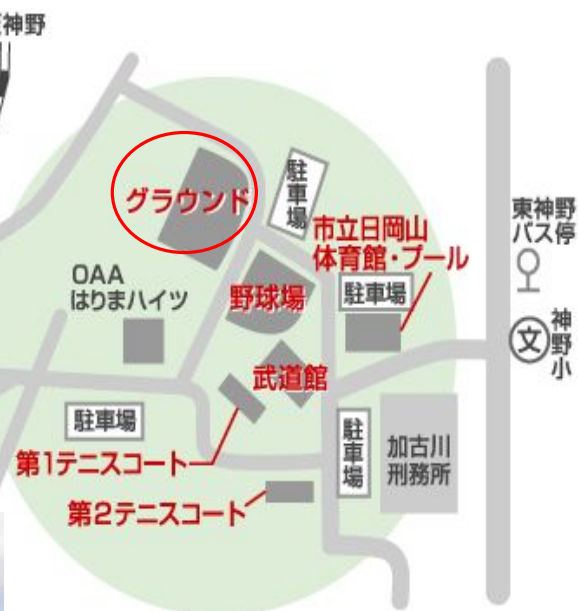 神野
グラウンド
駐車場
市立日岡山
体育館・プール
東神野
バス停
OAA
はりまハイツ
野球場
駐車場
文
神野小
武道館
駐車場
第1テニスコート
駐車場
加古川
刑務所
第2テニスコート